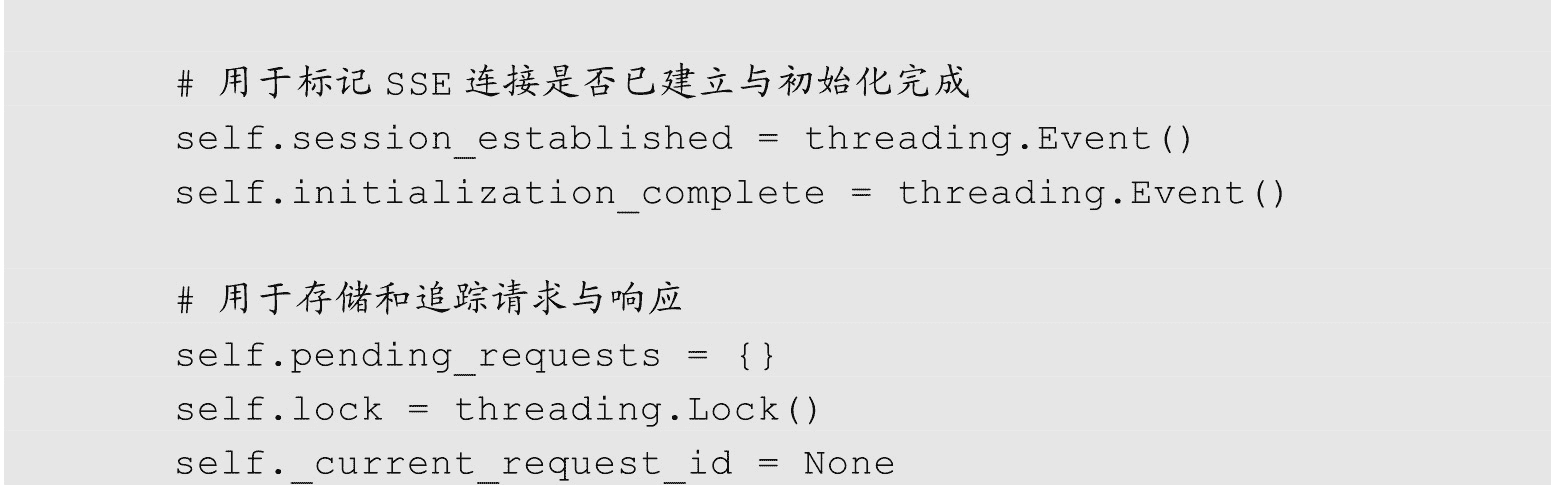 # 用于标记 SSE 连接是否已建立与初始化完成
self.session_established = threading.Event()
self.initialization_complete = threading.Event()
# 用于存储和追踪请求与响应
self.pending_requests = {}
self.lock = threading.Lock()
self._current_request_id = None